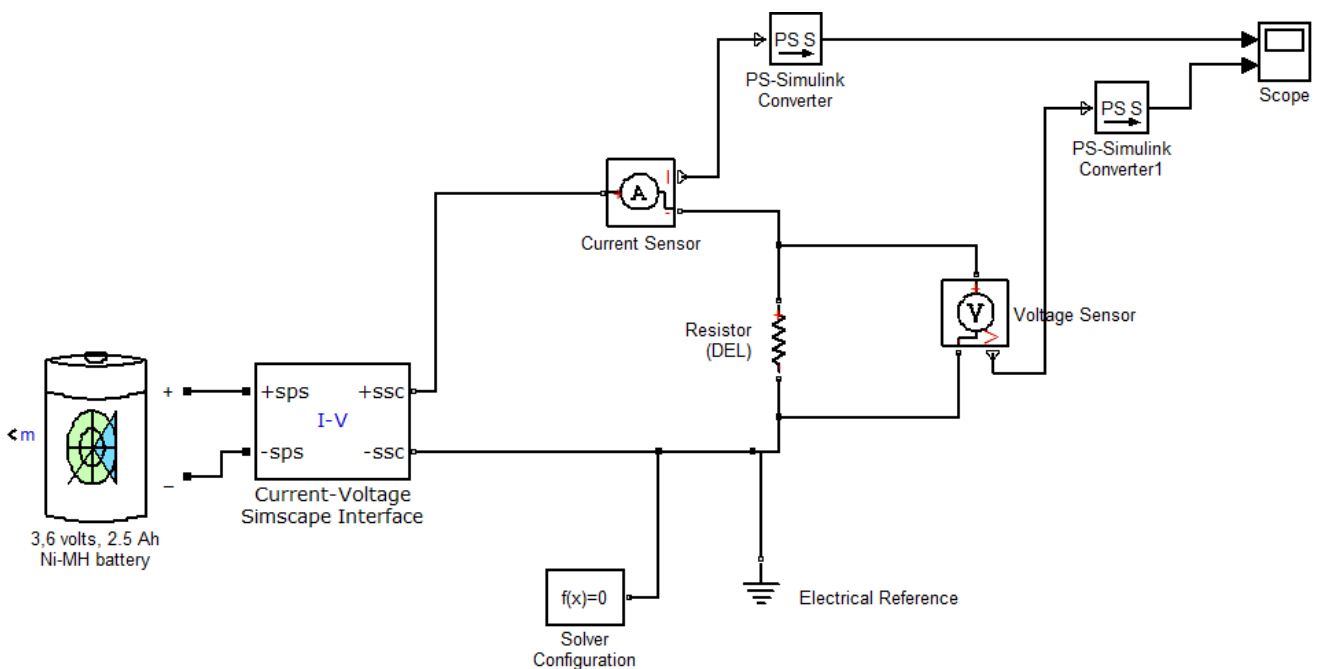 PS S
PS-Simulink
Converter
Scope
PS S
PS-Simulink
Converter1
I
A
+
-
Current Sensor
+
V
Voltage Sensor
Resistor
(DEL)
+
-
+
+sps
+ssc
I-V
-sps
-ssc
Current-Voltage
Simscape Interface
<m
_
3,6 volts, 2.5 Ah
Ni-MH battery
f(x)=0
Solver
Configuration
Electrical Reference